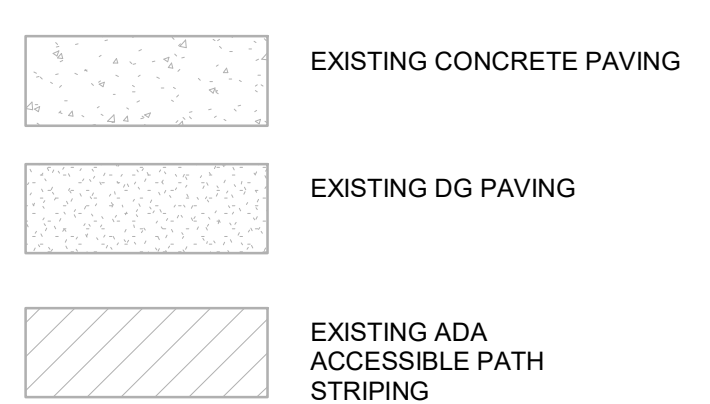 EXISTING CONCRETE PAVING
EXISTING DG PAVING
EXISTING ADA
ACCESSIBLE PATH
STRIPING